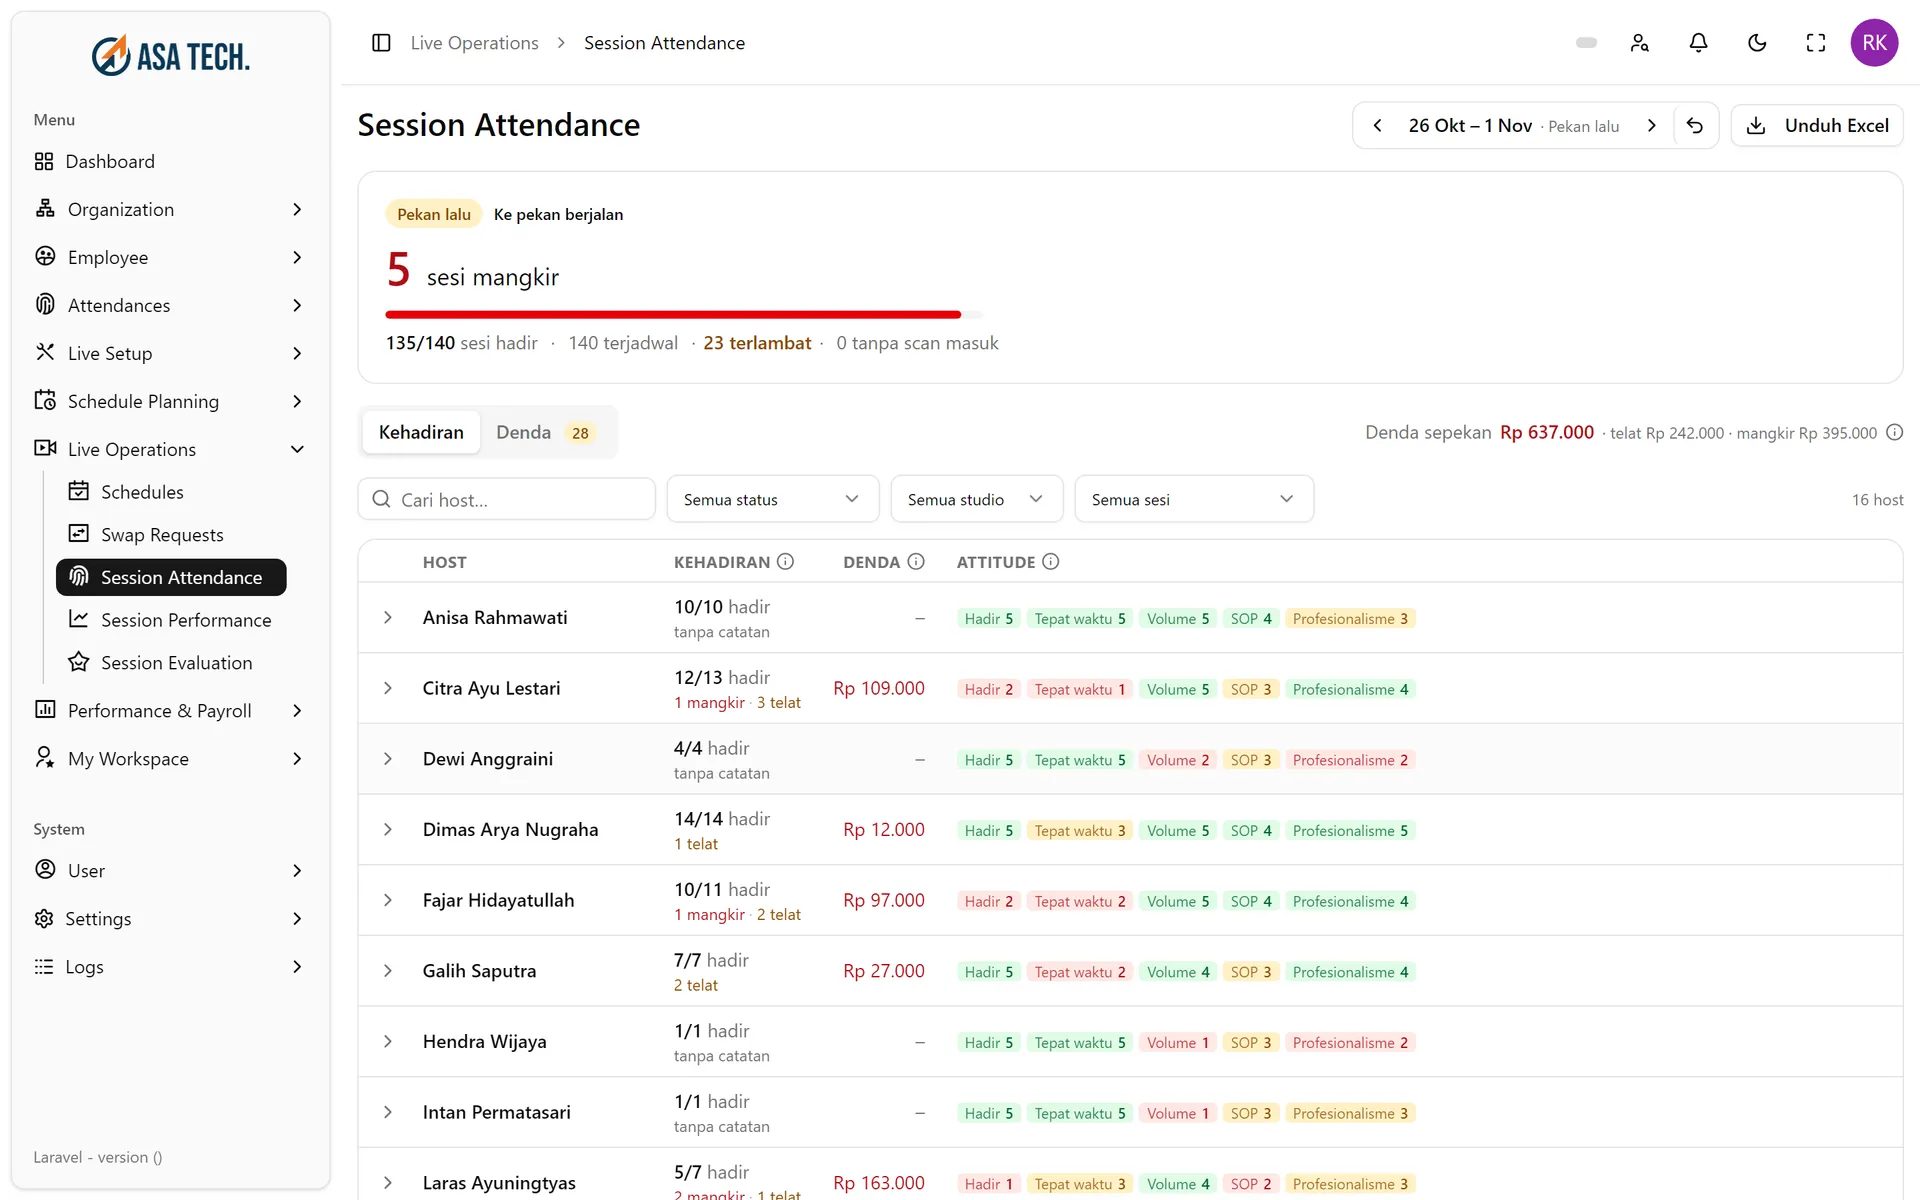 ASA TECH.
Menu
Dashboard
Organization
Employee
Attendances
Live Setup
Schedule Planning
Live Operations
Schedules
Swap Requests
Session Attendance
Session Performance
Session Evaluation
Performance & Payroll
My Workspace
System
User
Settings
Logs
Laravel - version ()
Live Operations > Session Attendance
RK
Session Attendance
26 Okt – 1 Nov · Pekan lalu
Unduh Excel
Pekan lalu Ke pekan berjalan
5 sesi mangkir
135/140 sesi hadir · 140 terjadwal · 23 terlambat · 0 tanpa scan masuk
Kehadiran Denda 28
Denda sepekan Rp 637.000 · telat Rp 242.000 · mangkir Rp 395.000
Cari host... Semua status Semua studio Semua sesi 16 host
HOST KEHADIRAN DENDA ATTITUDE
Anisa Rahmawati 10/10 hadir – Hadir 5 Tepat waktu 5 Volume 5 SOP 4 Profesionalisme 3
tanpa catatan
Citra Ayu Lestari 12/13 hadir Rp 109.000 Hadir 2 Tepat waktu 1 Volume 5 SOP 3 Profesionalisme 4
1 mangkir · 3 telat
Dewi Anggraini 4/4 hadir – Hadir 5 Tepat waktu 5 Volume 2 SOP 3 Profesionalisme 2
tanpa catatan
Dimas Arya Nugraha 14/14 hadir Rp 12.000 Hadir 5 Tepat waktu 3 Volume 5 SOP 4 Profesionalisme 5
1 telat
Fajar Hidayatullah 10/11 hadir Rp 97.000 Hadir 2 Tepat waktu 2 Volume 5 SOP 4 Profesionalisme 4
1 mangkir · 2 telat
Galih Saputra 7/7 hadir Rp 27.000 Hadir 5 Tepat waktu 2 Volume 4 SOP 3 Profesionalisme 4
2 telat
Hendra Wijaya 1/1 hadir – Hadir 5 Tepat waktu 5 Volume 1 SOP 3 Profesionalisme 2
tanpa catatan
Intan Permatasari 1/1 hadir – Hadir 5 Tepat waktu 5 Volume 1 SOP 3 Profesionalisme 3
tanpa catatan
Laras Ayuningtyas 5/7 hadir Rp 163.000 Hadir 1 Tepat waktu 3 Volume 4 SOP 2 Profesionalisme 3
2 mangkir · 1 telat